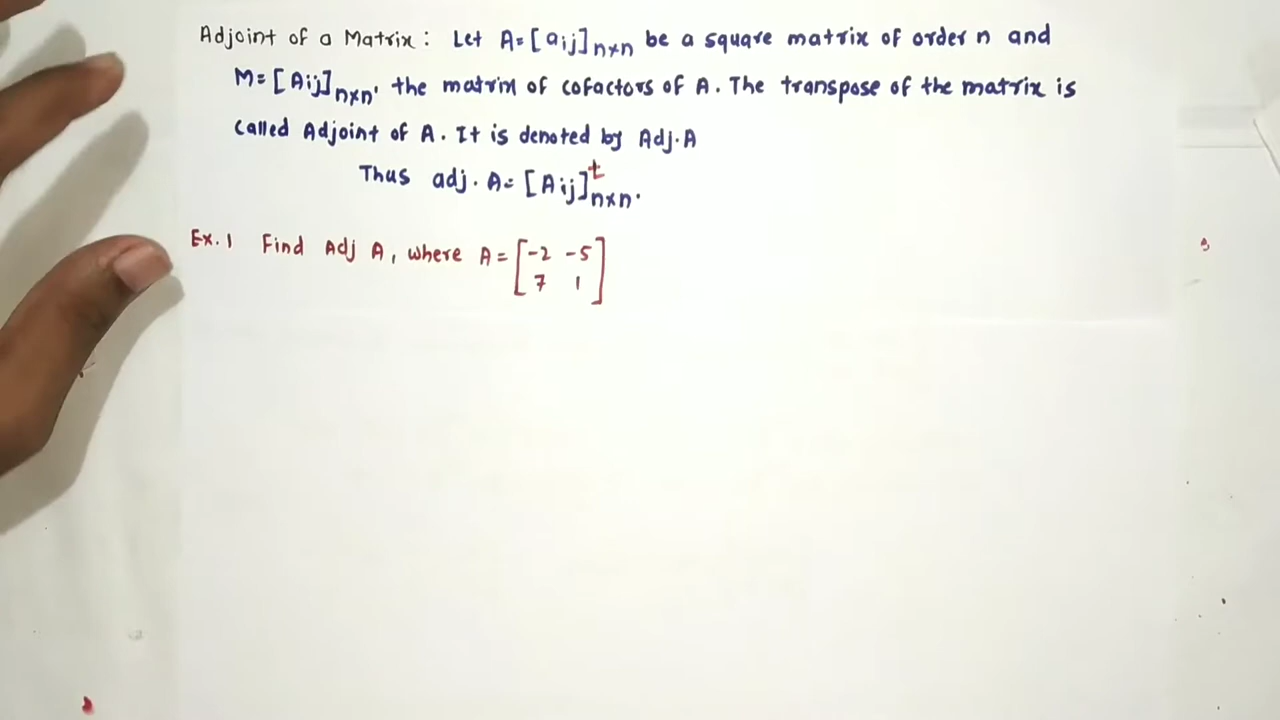 Adjoint of a Matrix: Let A=[aij]n×n be a square matrix of order n and
M=[Aij]n×n, the matrix of cofactors of A. The transpose of the matrix is
called Adjoint of A. It is denoted by Adj.A
Thus adj. A= [Aij]^t n×n.
Ex.1 Find Adj A, where A= [-2 -5
7 1]